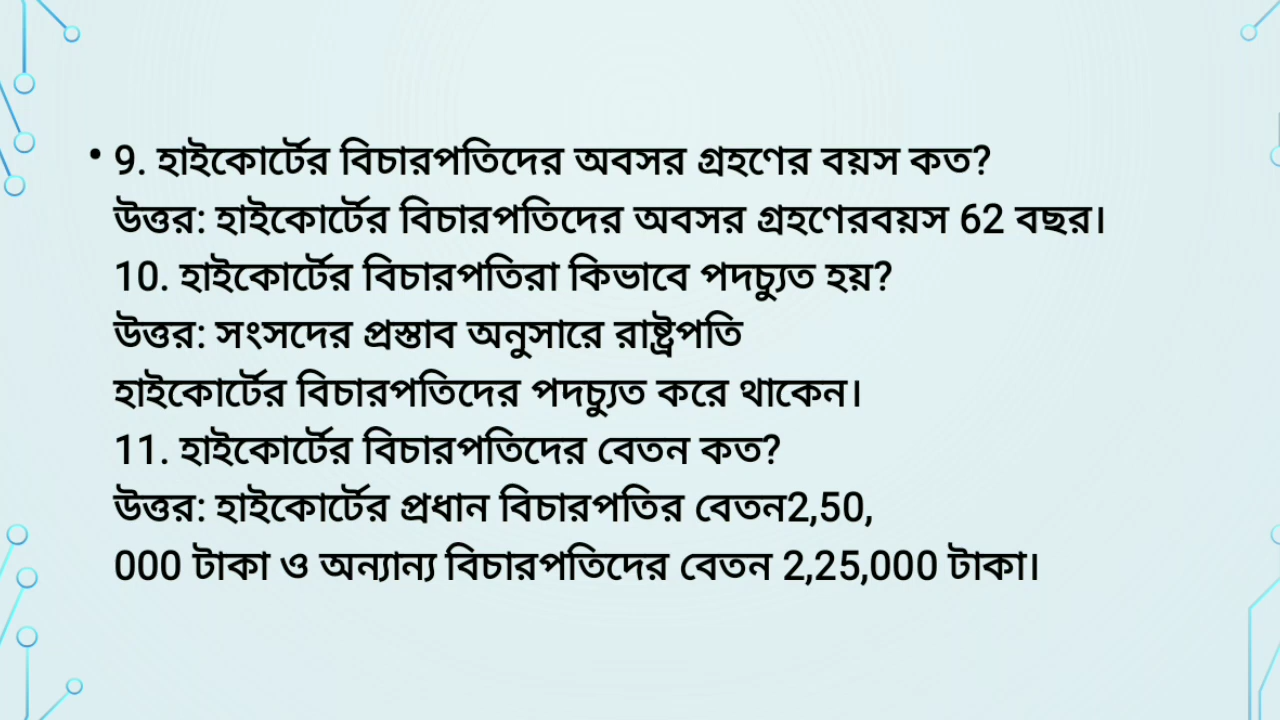 • 9. হাইকোর্টের বিচারপতিদের অবসর গ্রহণের বয়স কত?
উত্তর: হাইকোর্টের বিচারপতিদের অবসর গ্রহণেরবয়স 62 বছর।
10. হাইকোর্টের বিচারপতিরা কিভাবে পদচ্যুত হয়?
উত্তর: সংসদের প্রস্তাব অনুসারে রাষ্ট্রপতি
হাইকোর্টের বিচারপতিদের পদচ্যুত করে থাকেন।
11. হাইকোর্টের বিচারপতিদের বেতন কত?
উত্তর: হাইকোর্টের প্রধান বিচারপতির বেতন2,50,
000 টাকা ও অন্যান্য বিচারপতিদের বেতন 2,25,000 টাকা।